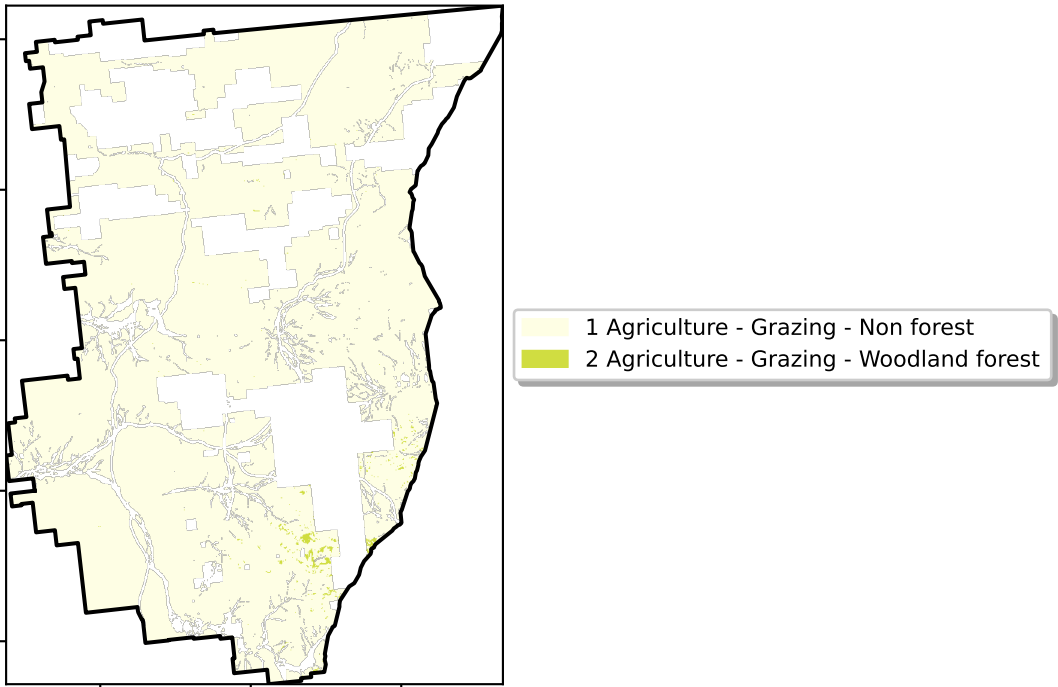 1 Agriculture - Grazing - Non forest
2 Agriculture - Grazing - Woodland forest